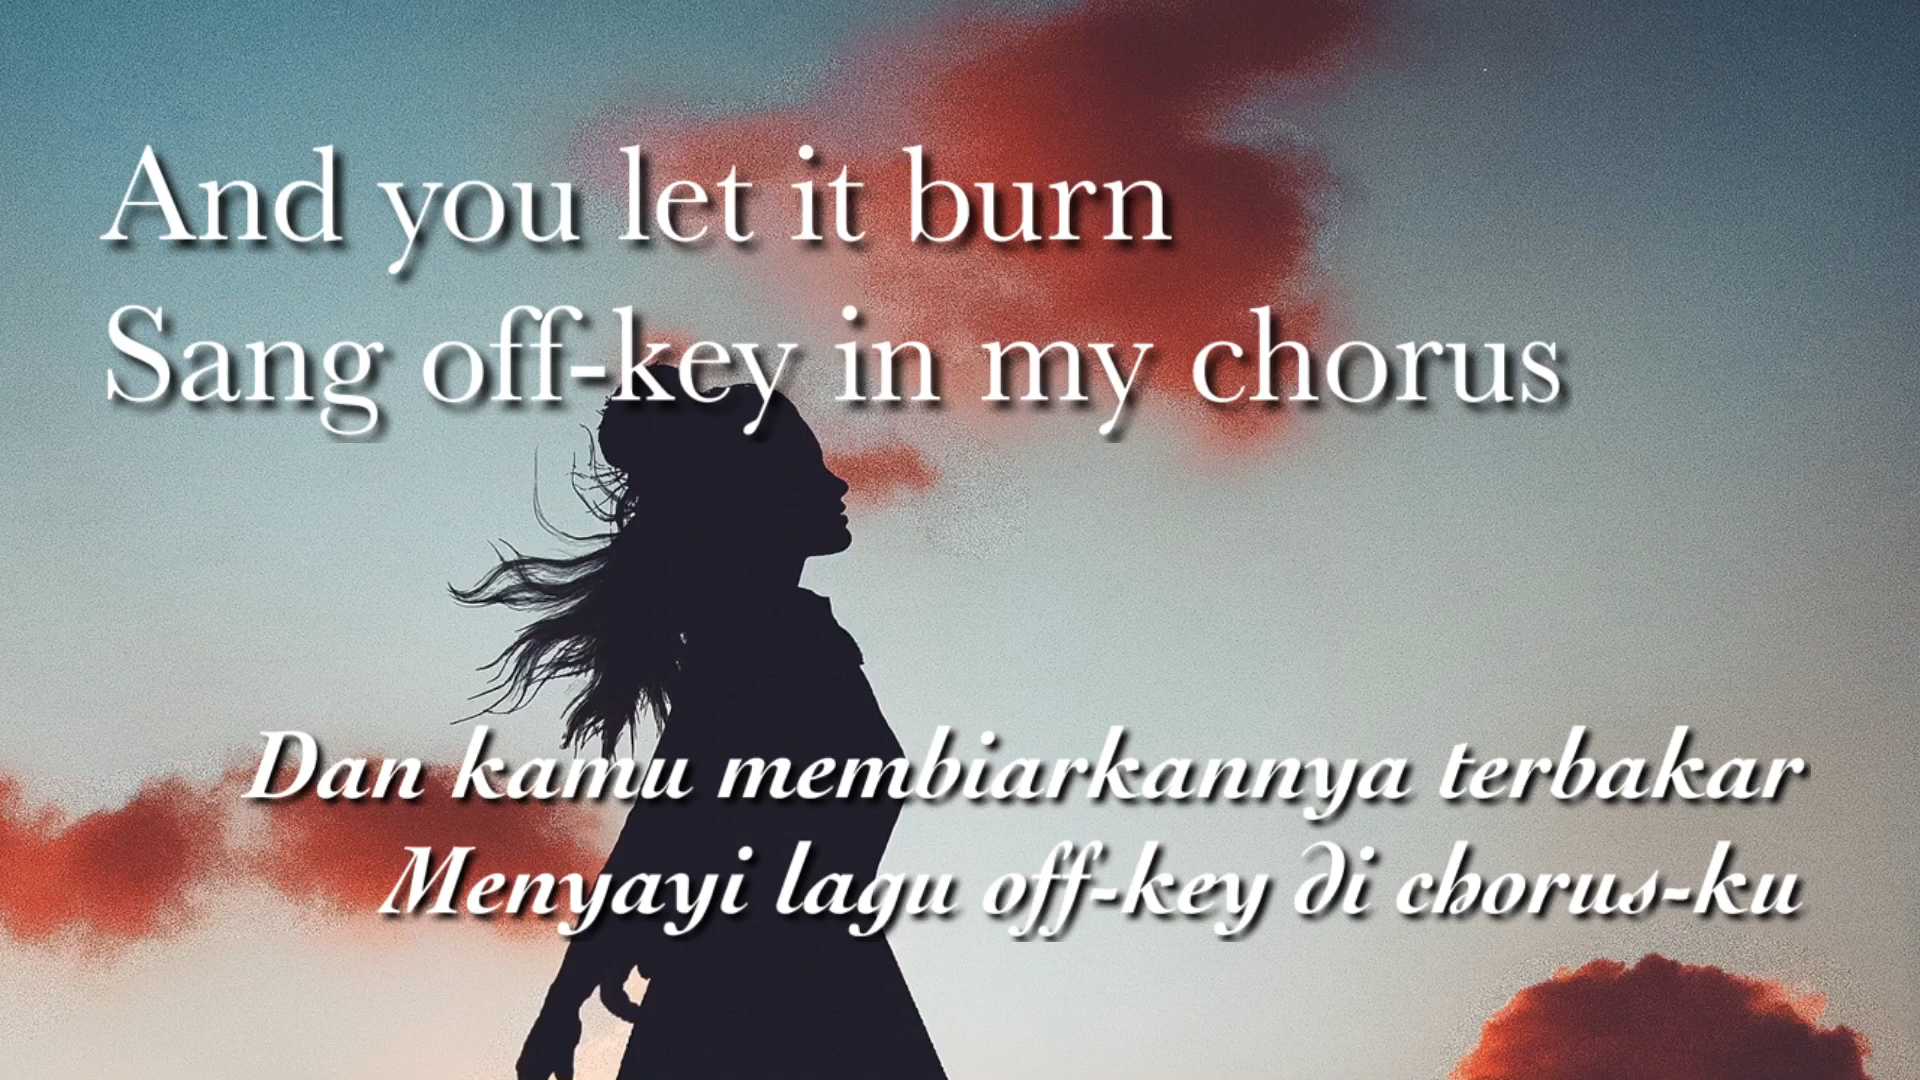 And you let it burn
Sang off-key in my chorus
Dan kamu membiarkannya terbakar
Menyayi lagu off-key di chorus-ku